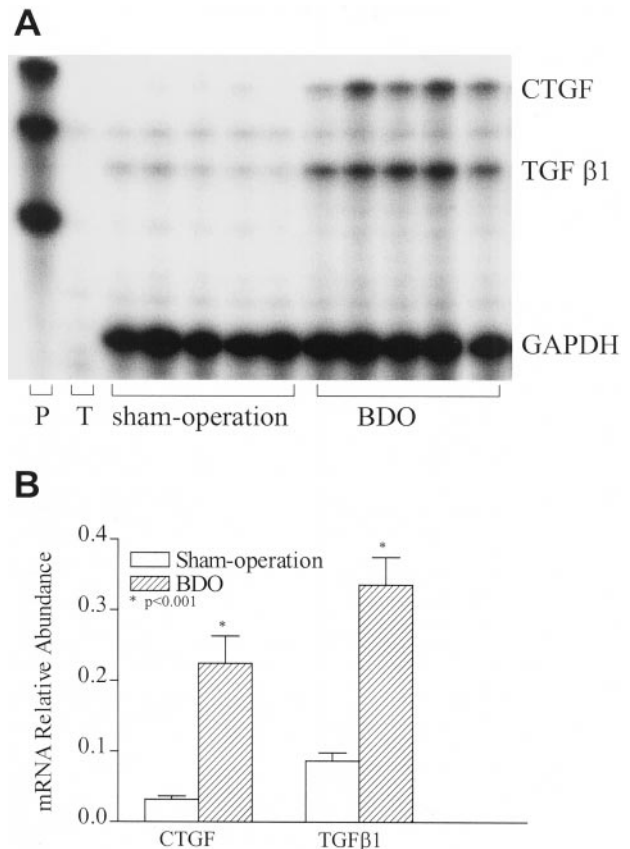 A
CTGF
TGF β1
GAPDH
P T sham-operation BDO
B
0.4
Sham-operation
BDO
* p<0.001
0.3
0.2
0.1
0.0
mRNA Relative Abundance
*
*
CTGF TGFβ1